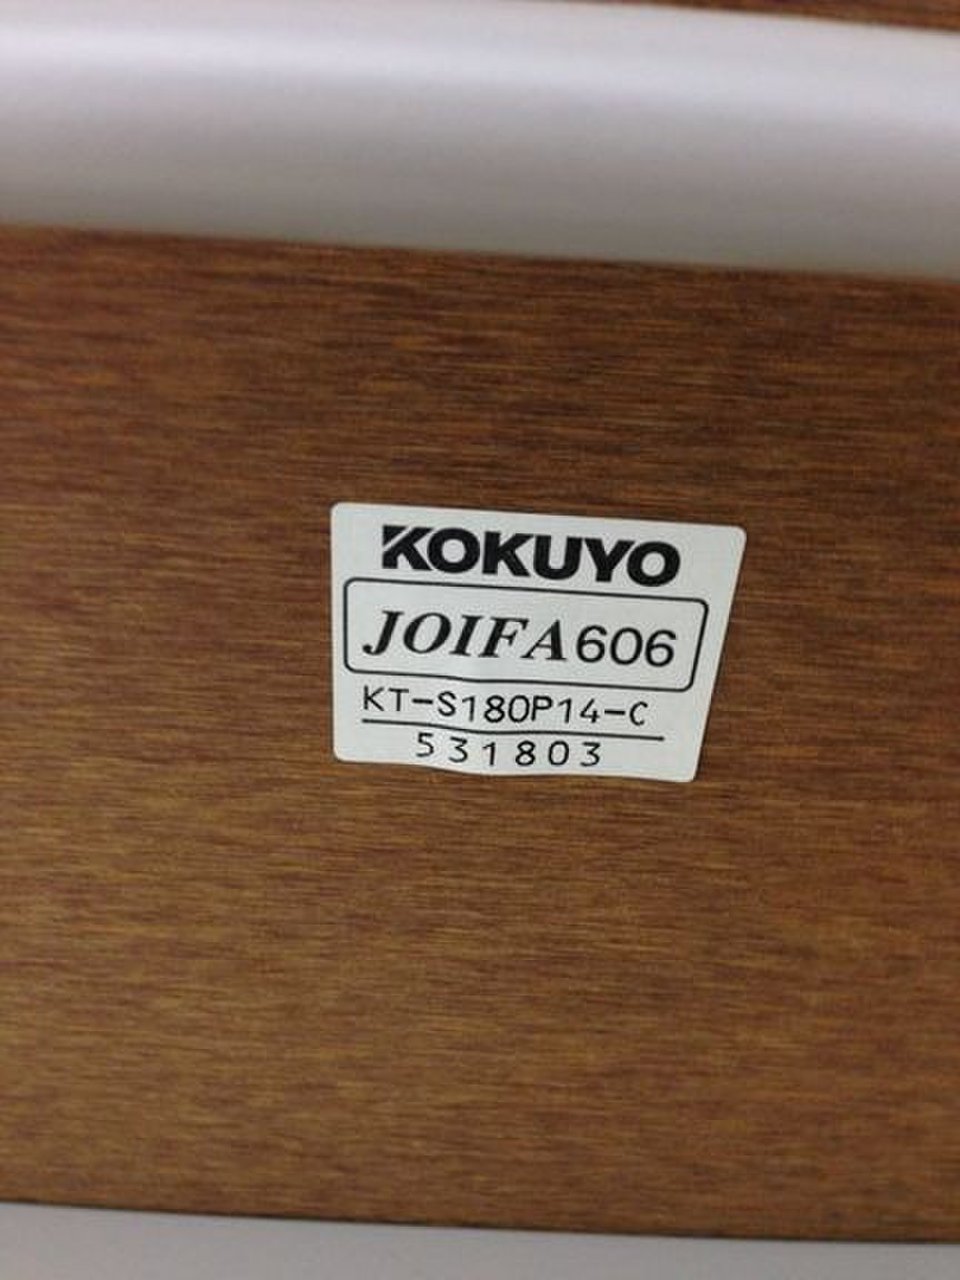 KOKUYO
JOIFA606
KT-S180P14-C
531803